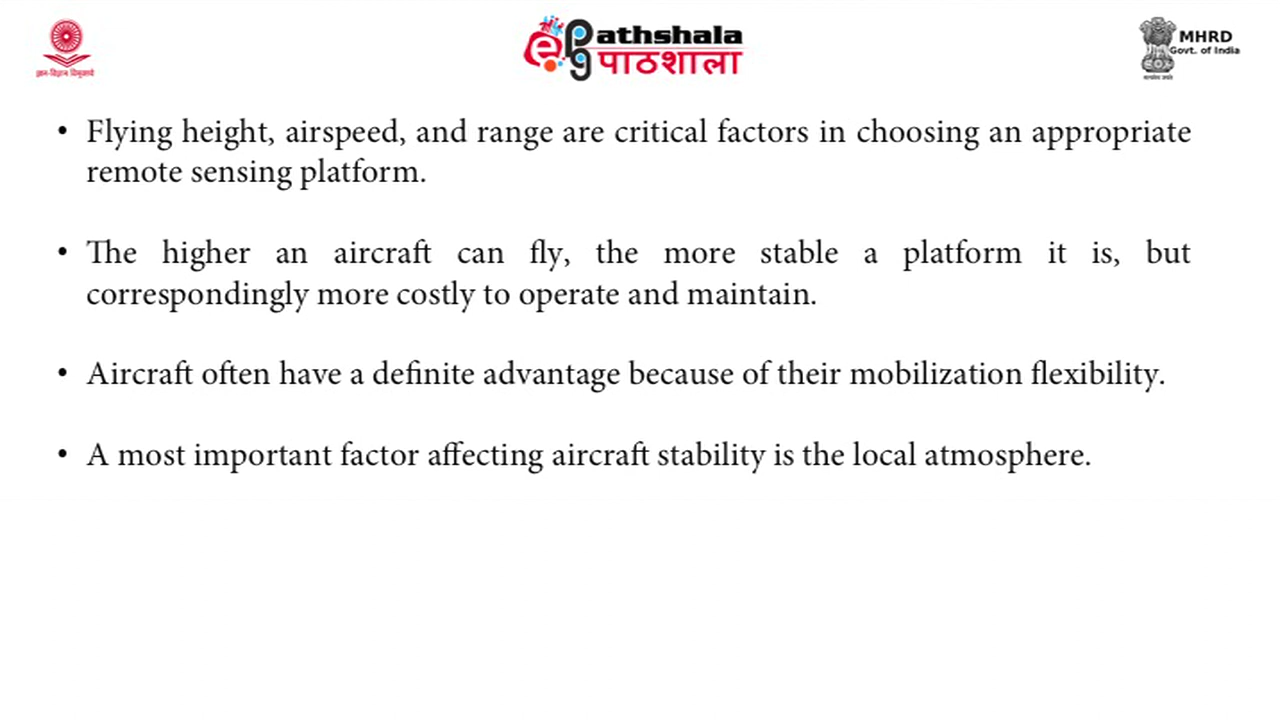 ज्ञान-विज्ञान विमुक्तये
ePathshala
पाठशाला
MHRD
Govt. of India
• Flying height, airspeed, and range are critical factors in choosing an appropriate
remote sensing platform.
• The higher an aircraft can fly, the more stable a platform it is, but
correspondingly more costly to operate and maintain.
• Aircraft often have a definite advantage because of their mobilization flexibility.
• A most important factor affecting aircraft stability is the local atmosphere.